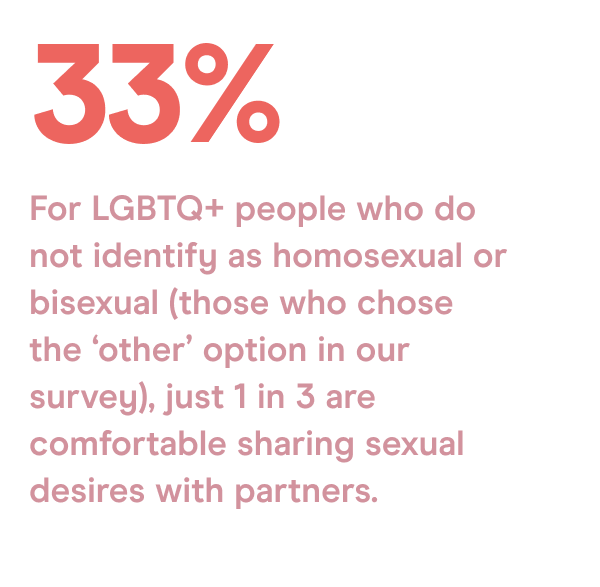 33%
For LGBTQ+ people who do
not identify as homosexual or
bisexual (those who chose
the ‘other’ option in our
survey), just 1 in 3 are
comfortable sharing sexual
desires with partners.